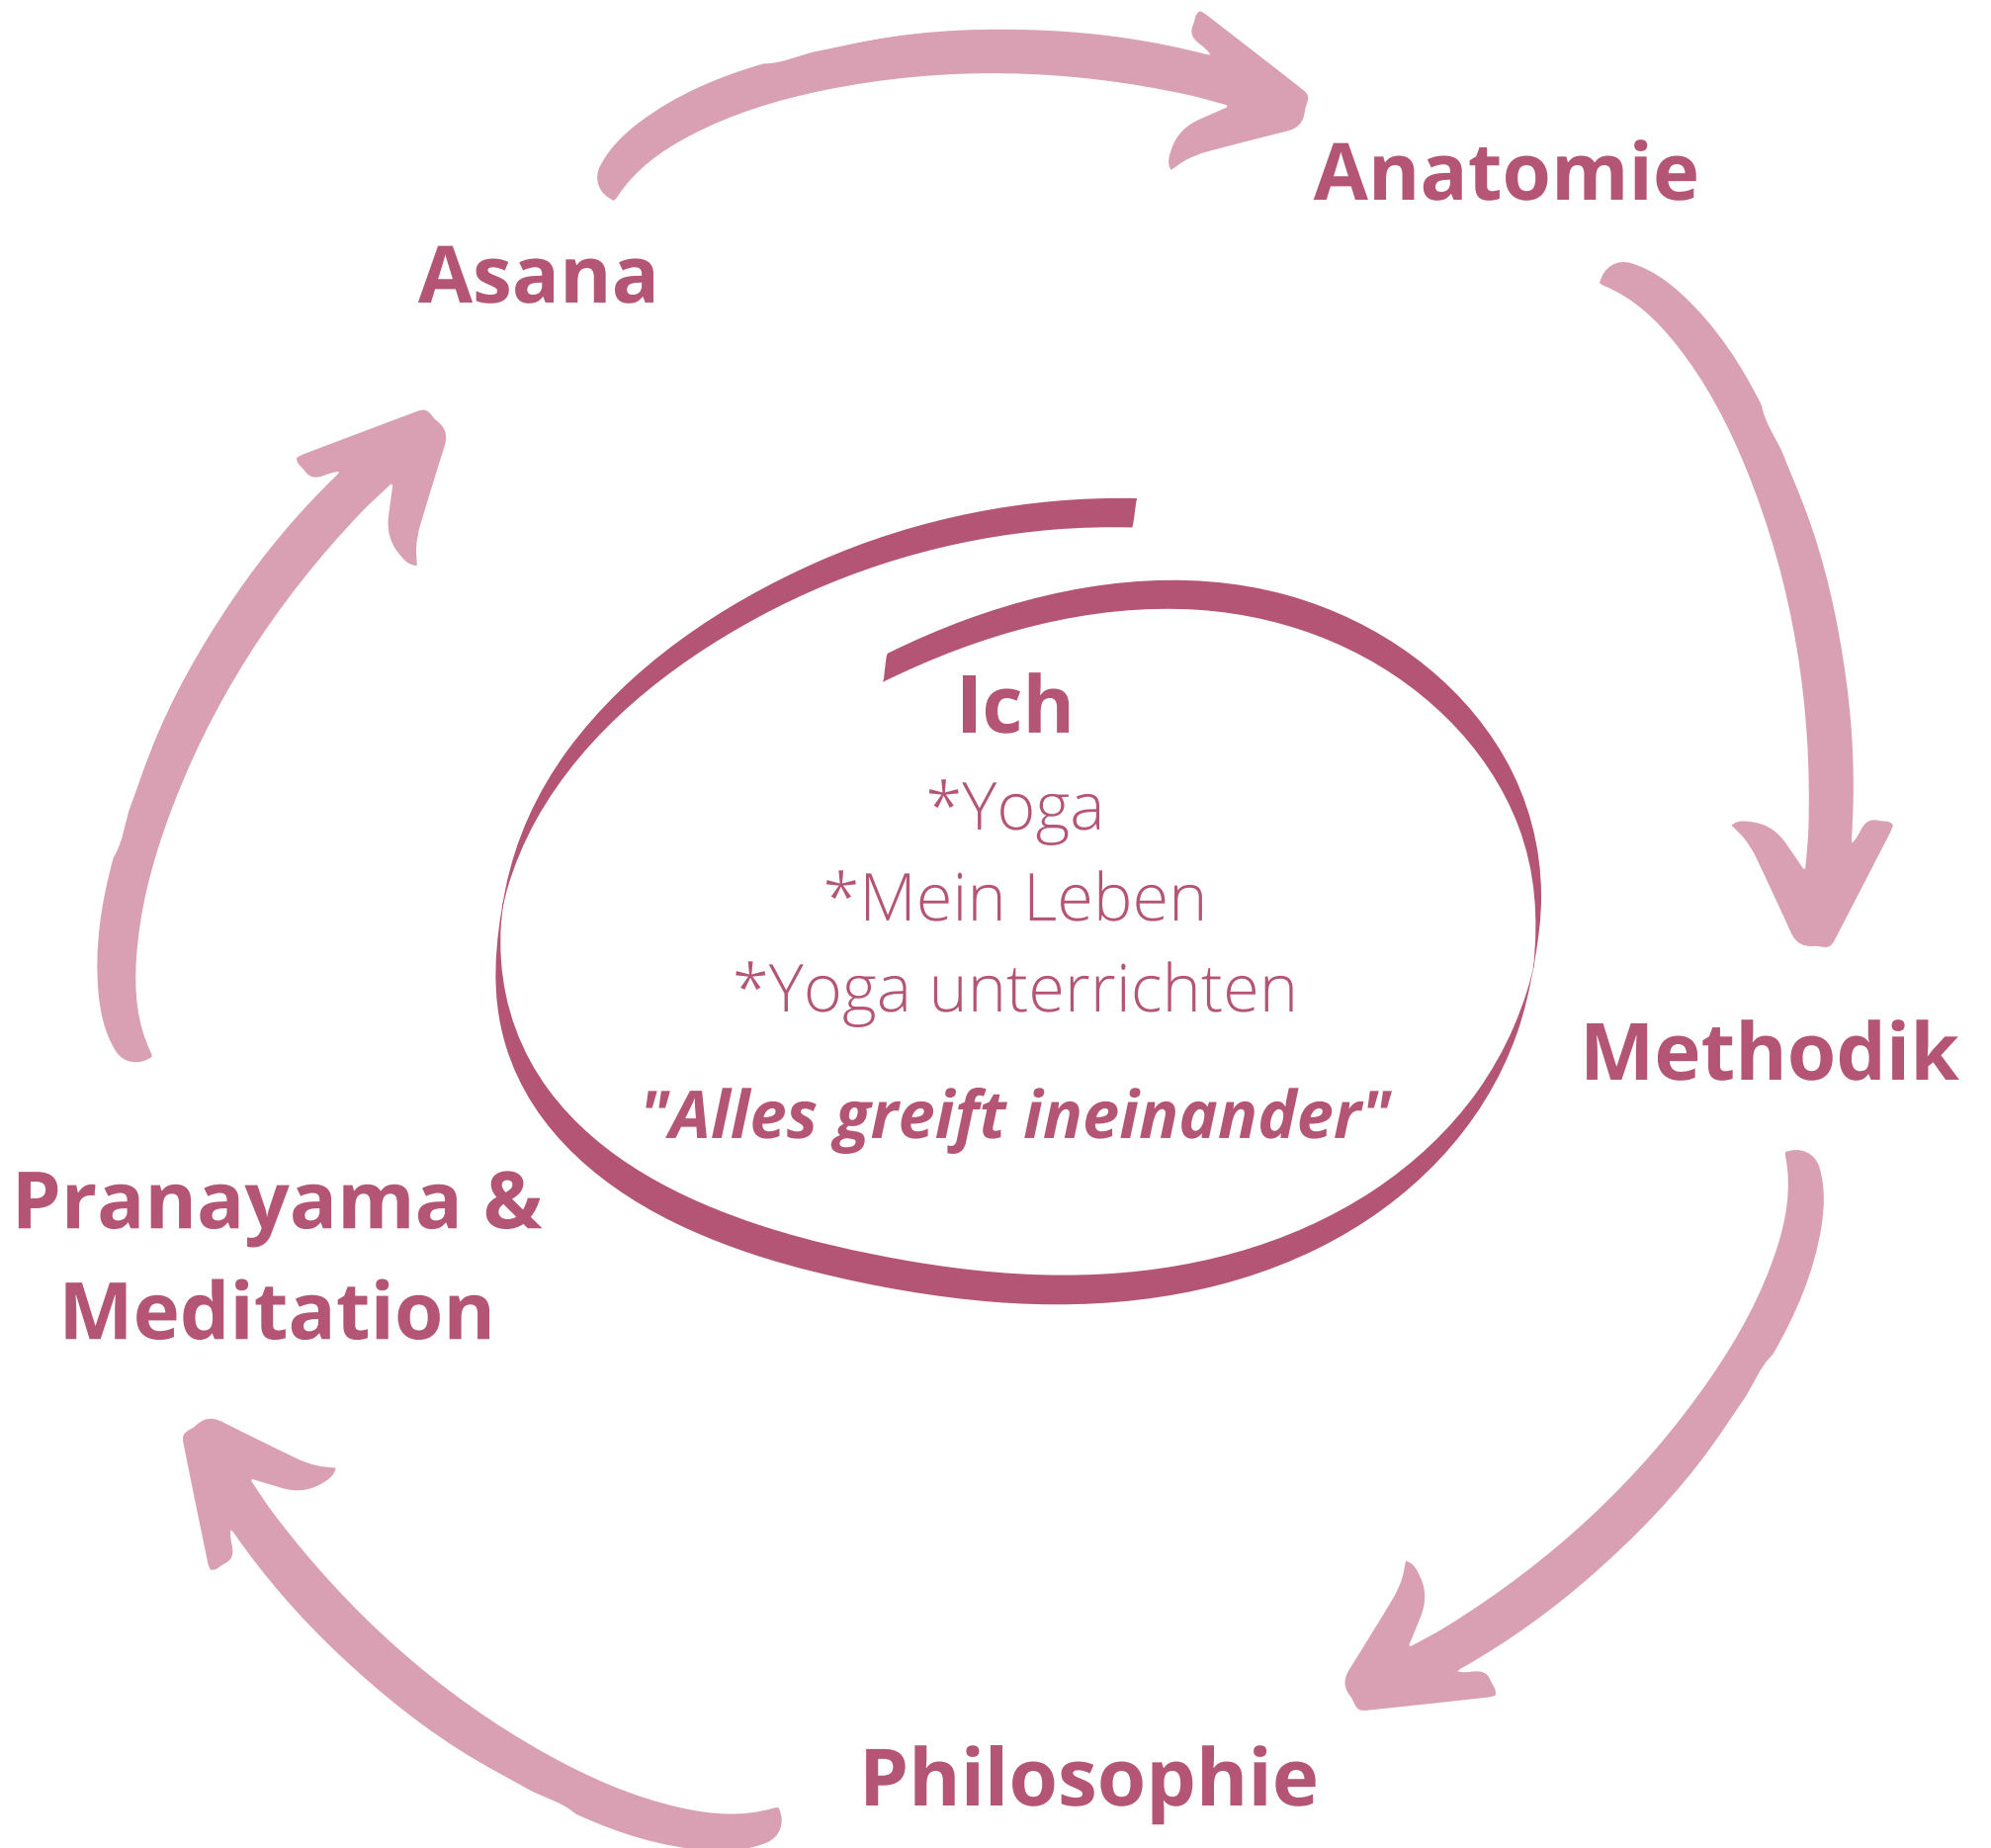 Anatomie
Asana
Ich
*Yoga
*Mein Leben
*Yoga unterrichten
Methodik
""Alles greift ineinander""
Pranayama &
Meditation
Philosophie